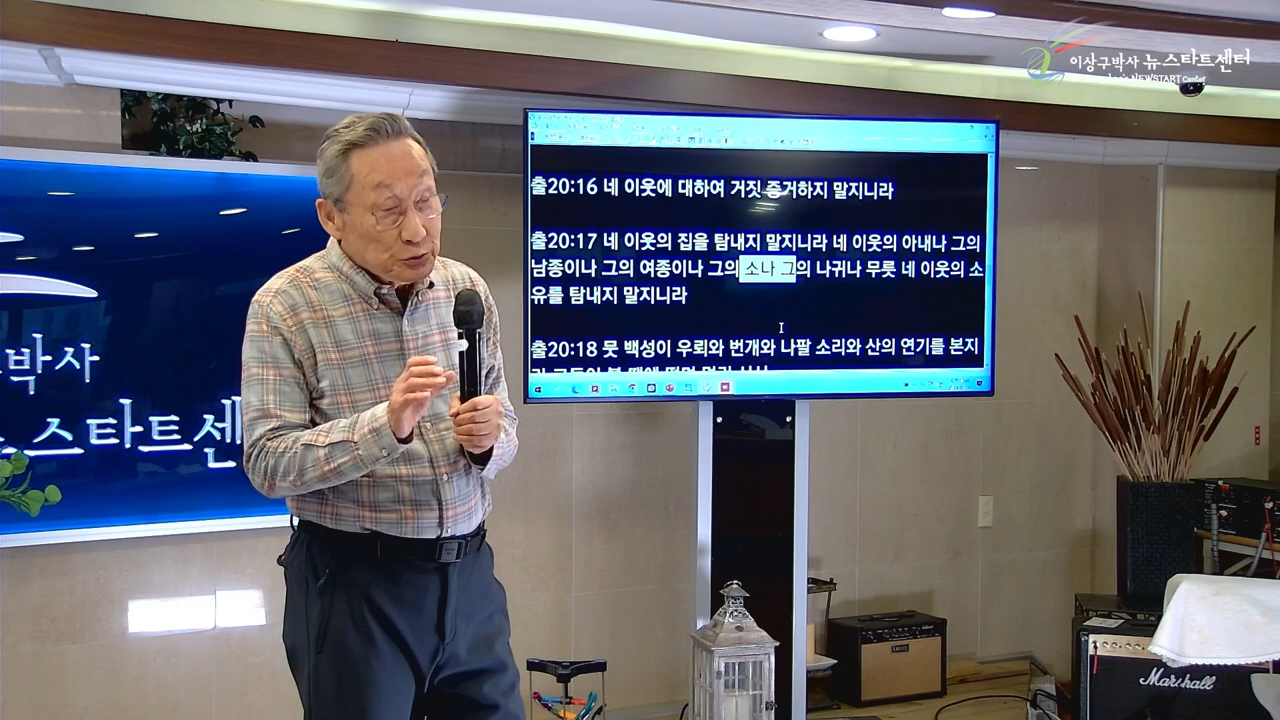 이상구박사 뉴스타트센터
NEWSTART Center
출20:16 네 이웃에 대하여 거짓 증거하지 말지니라
출20:17 네 이웃의 집을 탐내지 말지니라 네 이웃의 아내나 그의
남종이나 그의 여종이나 그의 소나 그의 나귀나 무릇 네 이웃의 소
유를 탐내지 말지니라
출20:18 뭇 백성이 우뢰와 번개와 나팔 소리와 산의 연기를 본지
박사
스타트센
Laney
Marshall